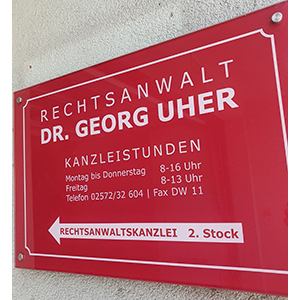 RECHTSANWALT
DR. GEORG UHER
KANZLEISTUNDEN
Montag bis Donnerstag 8-16 Uhr
Freitag 8-13 Uhr
Telefon 02572/32 604 | Fax DW 11
RECHTSANWALTSKANZLEI 2. Stock